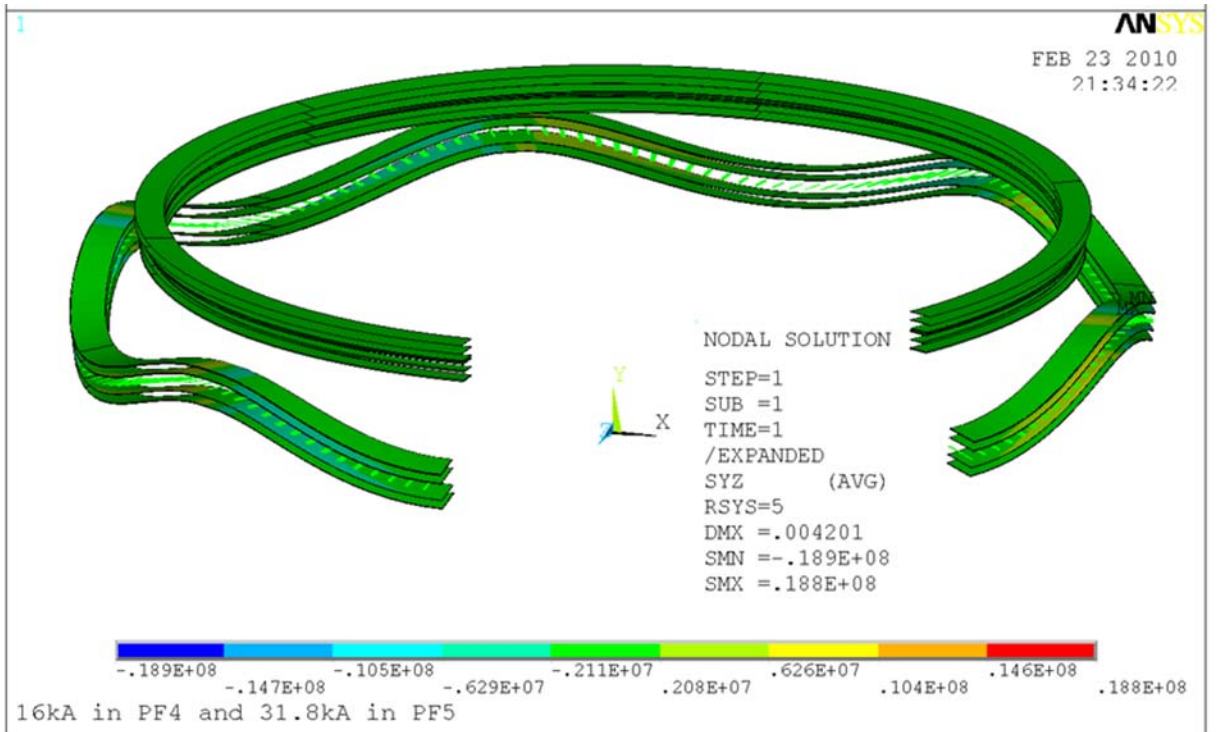 1
ANSYS
FEB 23 2010
21:34:22
MN
Y
X
Z
NODAL SOLUTION
STEP=1
SUB =1
TIME=1
/EXPANDED
SYZ (AVG)
RSYS=5
DMX =.004201
SMN =-.189E+08
SMX =.188E+08
-.189E+08 -.105E+08 -.211E+07 .626E+07 .146E+08
-.147E+08 -.629E+07 .208E+07 .104E+08 .188E+08
16kA in PF4 and 31.8kA in PF5